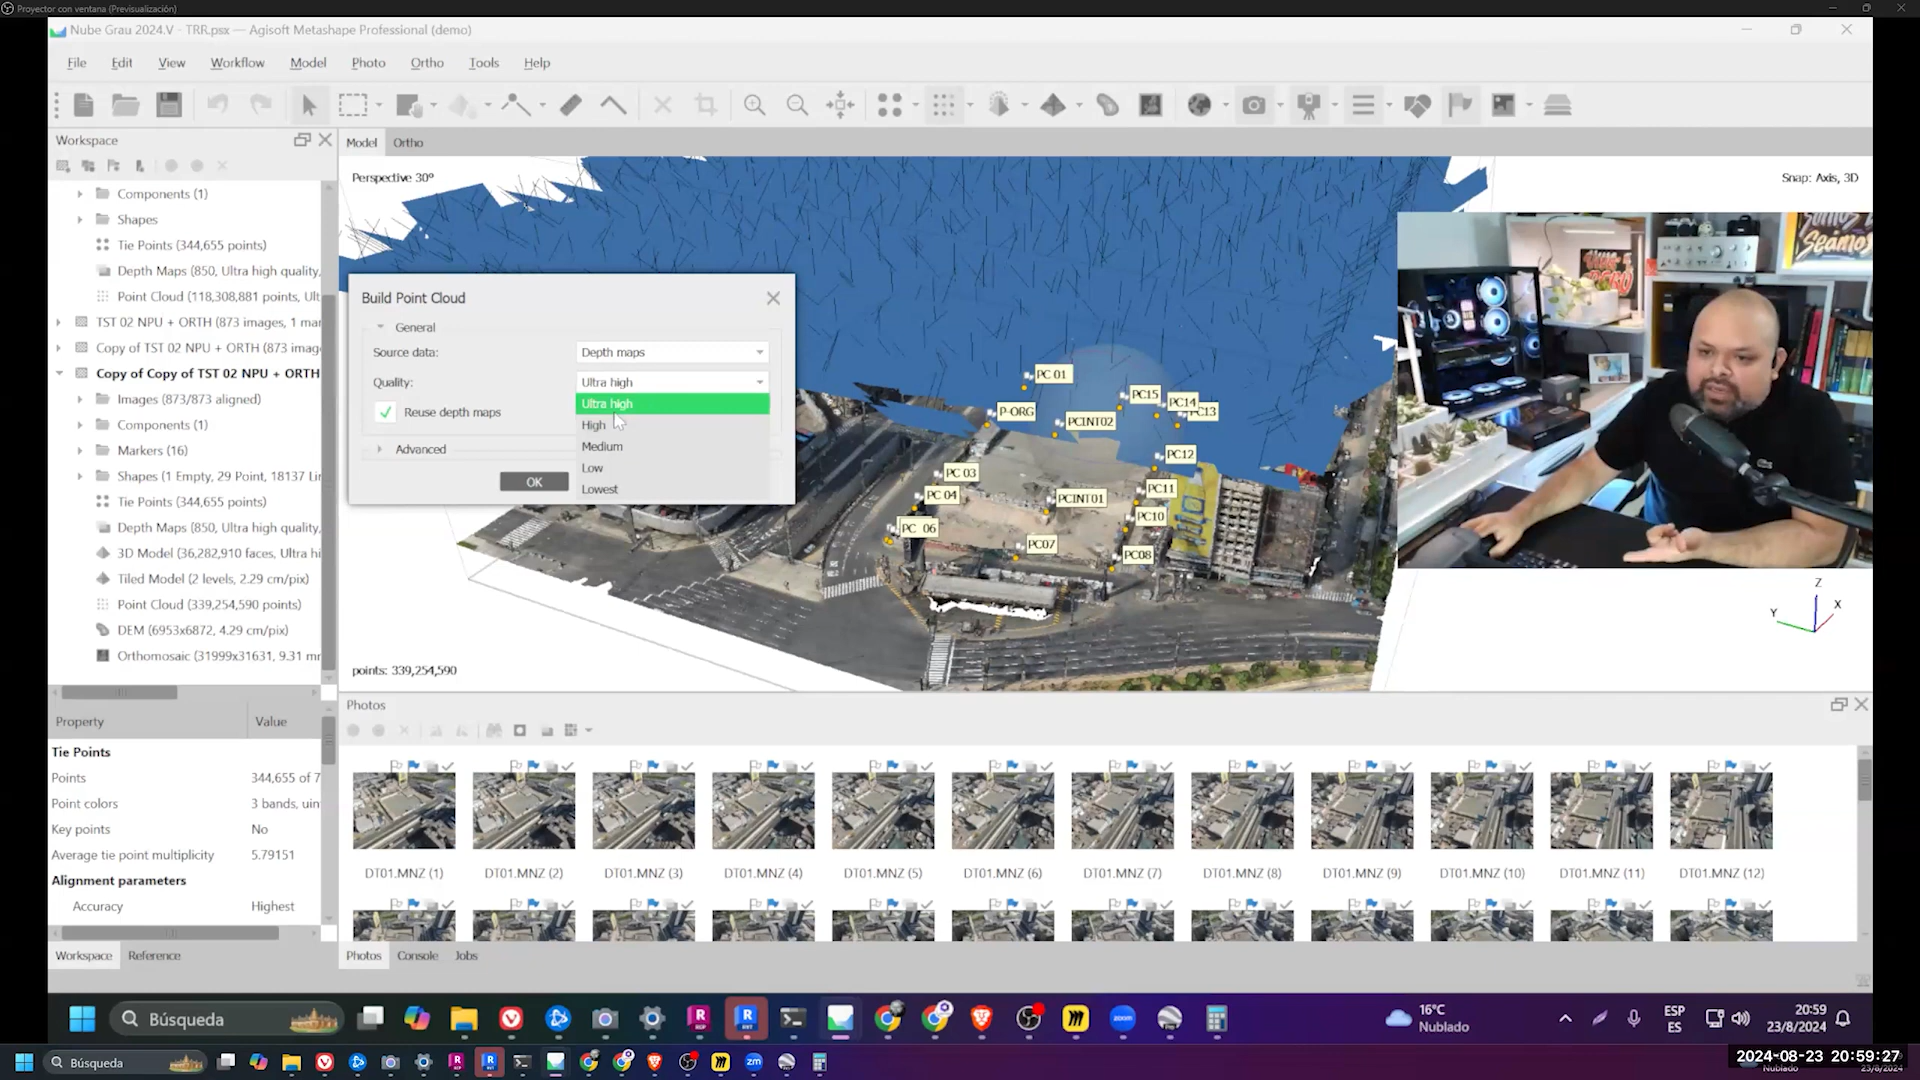 Proyector con ventana (Previsualización)
Nube Grau 2024.V - TRR.psx — Agisoft Metashape Professional (demo)
File Edit View Workflow Model Photo Ortho Tools Help
Workspace
Components (1)
Shapes
Tie Points (344,655 points)
Depth Maps (850, Ultra high quality,
Point Cloud (118,308,881 points, Ult
TST 02 NPU + ORTH (873 images, 1 mar
Copy of TST 02 NPU + ORTH (873 imag
Copy of Copy of TST 02 NPU + ORTH
Images (873/873 aligned)
Components (1)
Markers (16)
Shapes (1 Empty, 29 Point, 18137 Lin
Tie Points (344,655 points)
Depth Maps (850, Ultra high quality,
3D Model (36,282,910 faces, Ultra hi
Tiled Model (2 levels, 2.29 cm/pix)
Point Cloud (339,254,590 points)
DEM (6953x6872, 4.29 cm/pix)
Orthomosaic (31999x31631, 9.31 mr
Property Value
Tie Points
Points 344,655 of 7
Point colors 3 bands, uin
Key points No
Average tie point multiplicity 5.79151
Alignment parameters
Accuracy Highest
Workspace Reference
Model Ortho
Perspective 30°
Snap: Axis, 3D
Build Point Cloud
General
Source data: Depth maps
Quality: Ultra high
Reuse depth maps
Ultra high
High
Medium
Low
Lowest
Advanced
OK
PC 01
PC15
PC14
PC13
P-ORG
PCINT02
PC12
PC 03
PC11
PC 04
PCINT01
PC10
PC 06
PC07
PC08
Z
X
Y
points: 339,254,590
Photos
DT01.MNZ (1) DT01.MNZ (2) DT01.MNZ (3) DT01.MNZ (4) DT01.MNZ (5) DT01.MNZ (6) DT01.MNZ (7) DT01.MNZ (8) DT01.MNZ (9) DT01.MNZ (10) DT01.MNZ (11) DT01.MNZ (12)
Photos Console Jobs
Búsqueda
16°C
Nublado
ESP
ES
20:59
23/8/2024
Búsqueda
2024-08-23 20:59:27
Nublado
23/8/2024